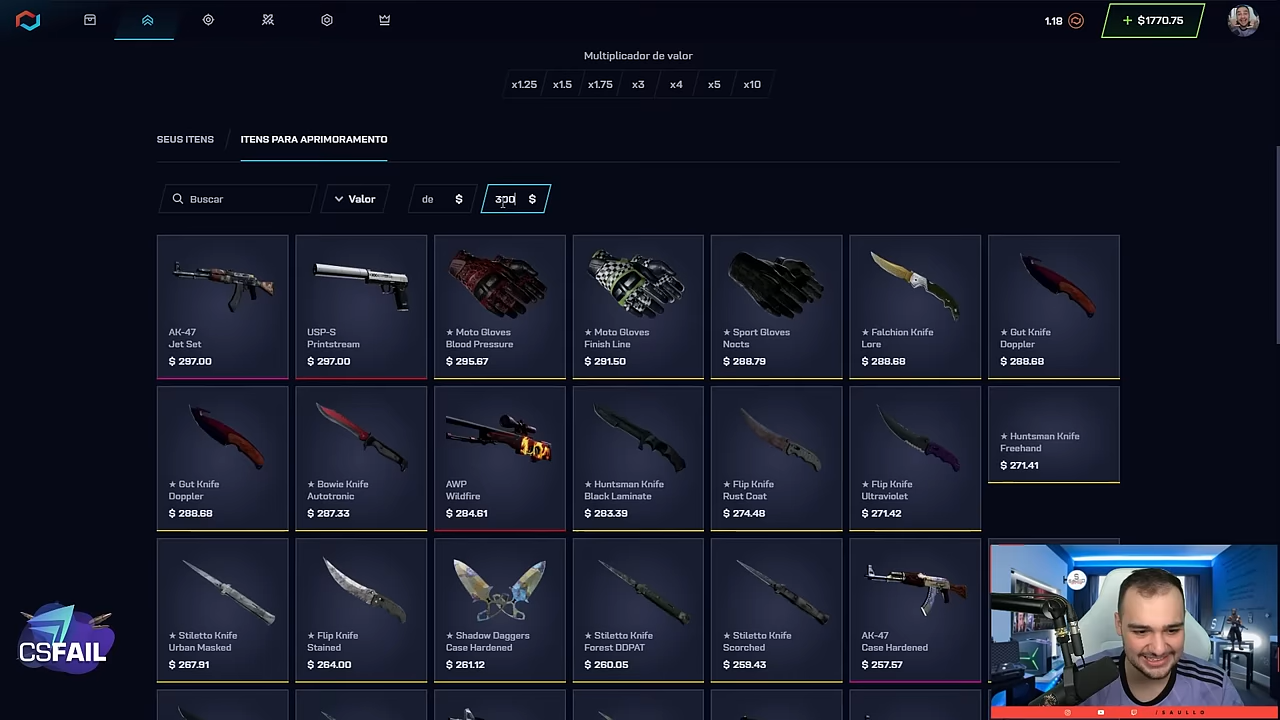 1.18
+ $1770.75
Multiplicador de valor
x1.25 x1.5 x1.75 x3 x4 x5 x10
SEUS ITENS
ITENS PARA APRIMORAMENTO
Buscar
Valor
de $
300 $
AK-47
Jet Set
$ 297.00
USP-S
Printstream
$ 297.00
★ Moto Gloves
Blood Pressure
$ 295.67
★ Moto Gloves
Finish Line
$ 291.50
★ Sport Gloves
Nocts
$ 288.79
★ Falchion Knife
Lore
$ 288.68
★ Gut Knife
Doppler
$ 288.68
★ Gut Knife
Doppler
$ 288.68
★ Bowie Knife
Autotronic
$ 287.33
AWP
Wildfire
$ 284.61
★ Huntsman Knife
Black Laminate
$ 283.39
★ Flip Knife
Rust Coat
$ 274.48
★ Flip Knife
Ultraviolet
$ 271.42
★ Huntsman Knife
Freehand
$ 271.41
★ Stiletto Knife
Urban Masked
$ 267.91
★ Flip Knife
Stained
$ 264.00
★ Shadow Daggers
Case Hardened
$ 261.12
★ Stiletto Knife
Forest DDPAT
$ 260.05
★ Stiletto Knife
Scorched
$ 259.43
AK-47
Case Hardened
$ 257.57
CSFAIL
/SAULLO